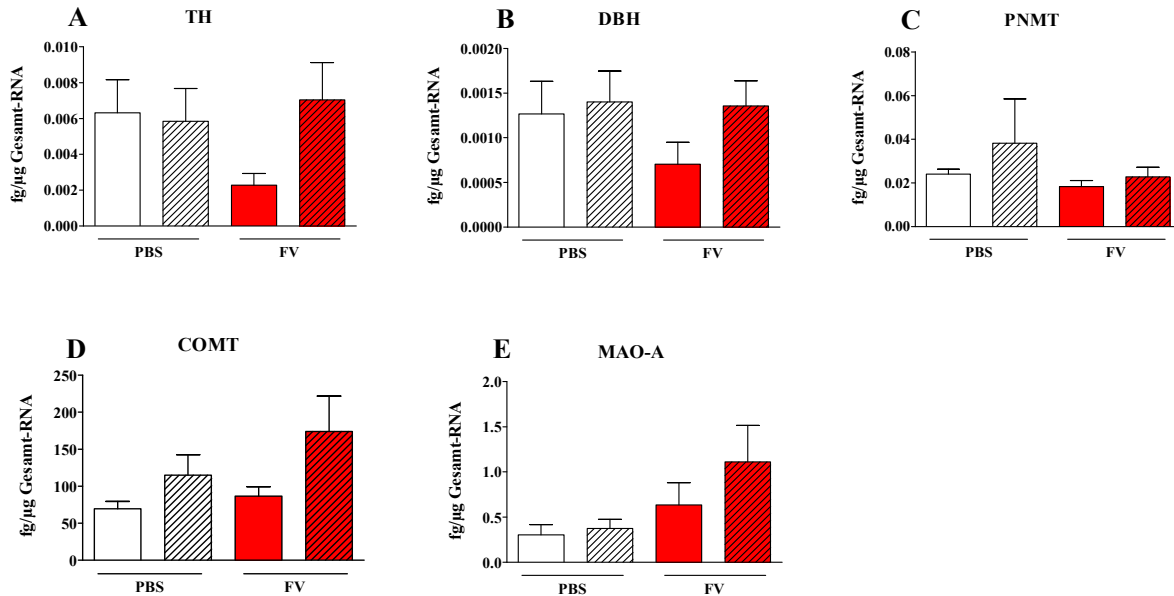 A
TH
fg/µg Gesamt-RNA
0.010
0.008
0.006
0.004
0.002
0.000
PBS
FV
B
DBH
fg/µg Gesamt-RNA
0.0020
0.0015
0.0010
0.0005
0.0000
PBS
FV
C
PNMT
fg/µg Gesamt-RNA
0.08
0.06
0.04
0.02
0.00
PBS
FV
D
COMT
fg/µg Gesamt-RNA
250
200
150
100
50
0
PBS
FV
E
MAO-A
fg/µg Gesamt-RNA
2.0
1.5
1.0
0.5
0.0
PBS
FV